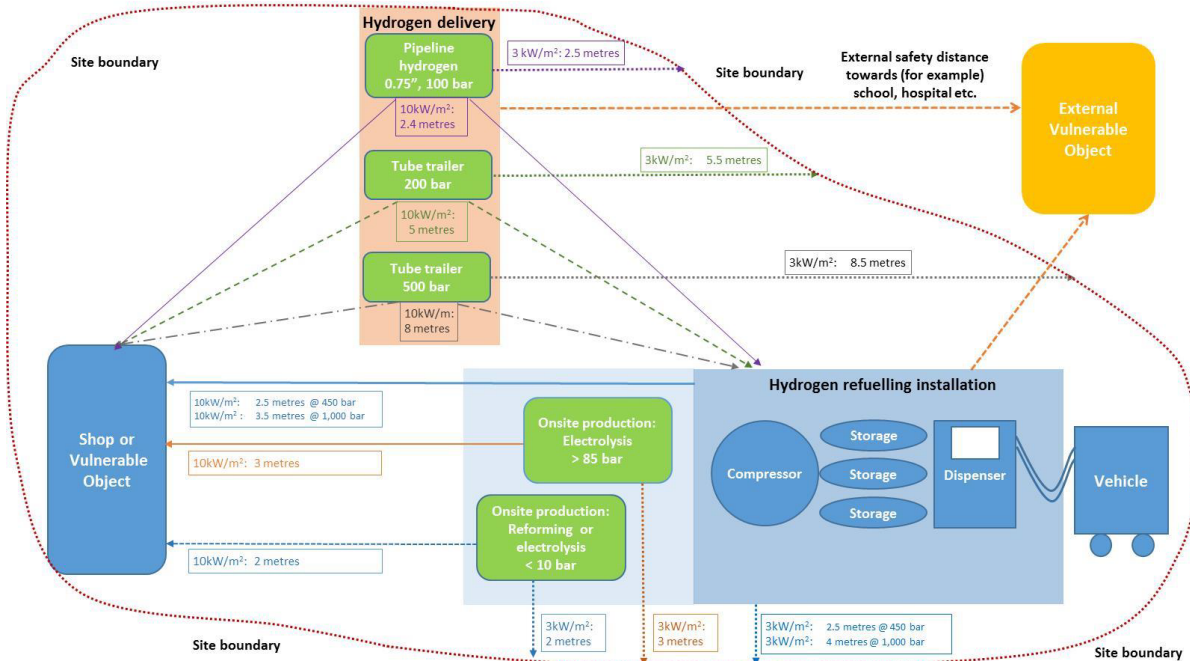 Hydrogen delivery
Site boundary
Pipeline
hydrogen
0.75”, 100 bar
3 kW/m²: 2.5 metres
Site boundary
External safety distance
towards (for example)
school, hospital etc.
External
Vulnerable
Object
10kW/m²:
2.4 metres
Tube trailer
200 bar
3kW/m²: 5.5 metres
10kW/m²:
5 metres
Tube trailer
500 bar
3kW/m²: 8.5 metres
10kW/m:
8 metres
Shop or
Vulnerable
Object
10kW/m²: 2.5 metres @ 450 bar
10kW/m² : 3.5 metres @ 1,000 bar
10kW/m²: 3 metres
10kW/m²: 2 metres
Onsite production:
Electrolysis
> 85 bar
Onsite production:
Reforming or
electrolysis
< 10 bar
Hydrogen refuelling installation
Compressor
Storage
Storage
Storage
Dispenser
Vehicle
3kW/m²:
2 metres
3kW/m²:
3 metres
3kW/m²: 2.5 metres @ 450 bar
3kW/m²: 4 metres @ 1,000 bar
Site boundary
Site boundary